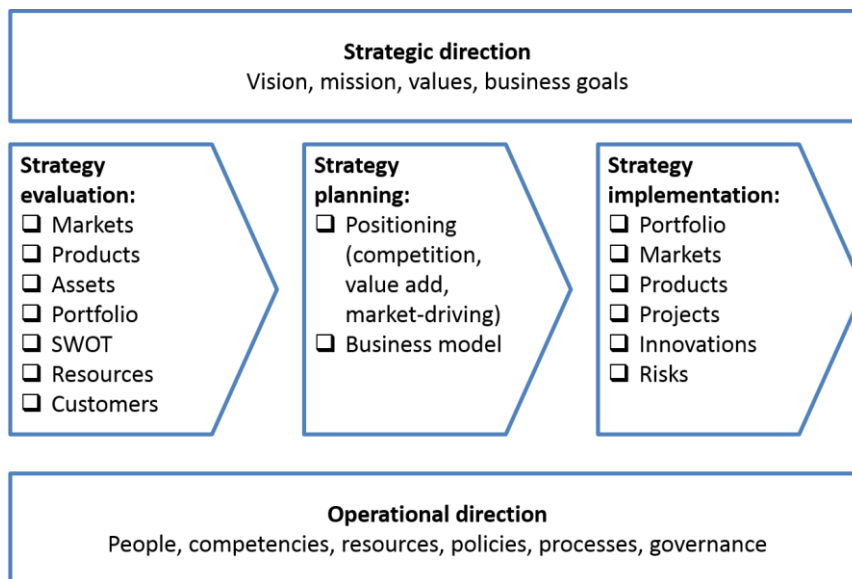 Strategic direction
Vision, mission, values, business goals
Strategy
evaluation:
❑ Markets
❑ Products
❑ Assets
❑ Portfolio
❑ SWOT
❑ Resources
❑ Customers
Strategy
planning:
❑ Positioning
(competition,
value add,
market-driving)
❑ Business model
Strategy
implementation:
❑ Portfolio
❑ Markets
❑ Products
❑ Projects
❑ Innovations
❑ Risks
Operational direction
People, competencies, resources, policies, processes, governance